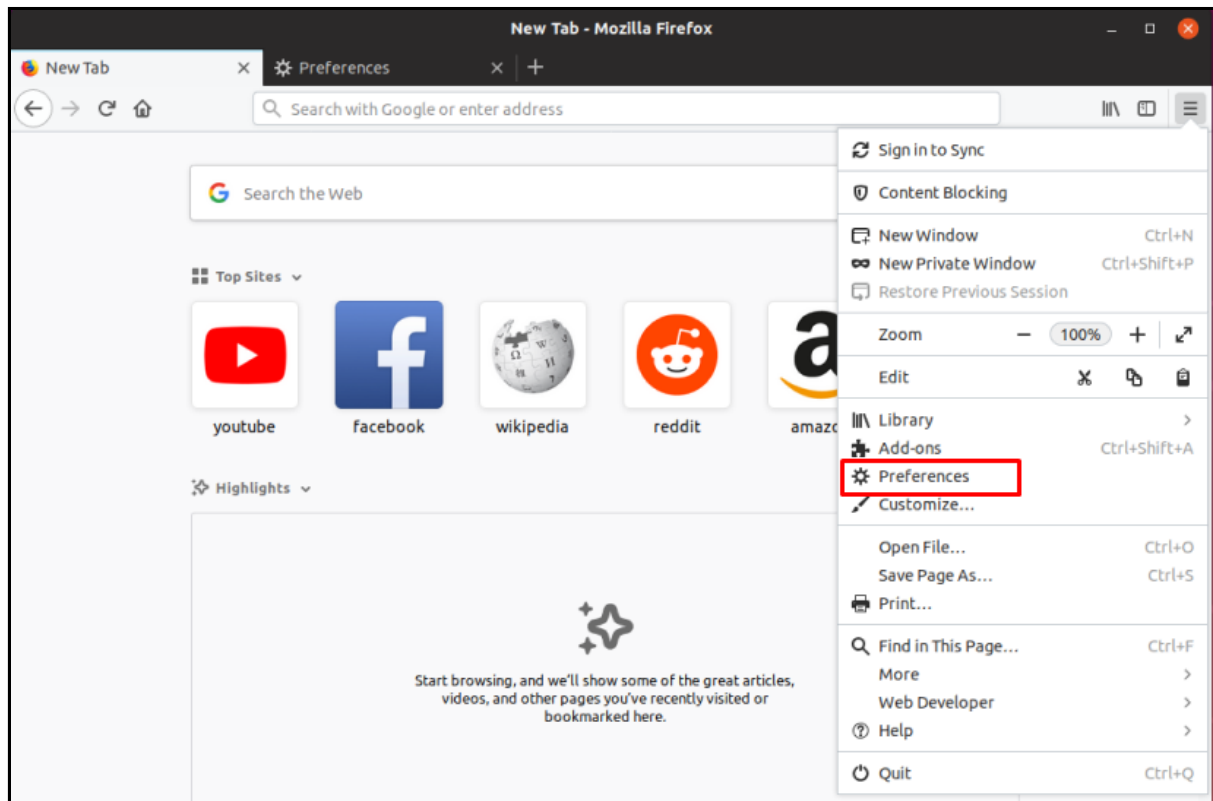 New Tab - Mozilla Firefox
New Tab
Preferences
Search with Google or enter address
Sign in to Sync
Content Blocking
Search the Web
New Window Ctrl+N
New Private Window Ctrl+Shift+P
Restore Previous Session
Top Sites
Zoom 100%
Edit
youtube facebook wikipedia reddit
Library
Add-ons Ctrl+Shift+A
Preferences
Customize...
Highlights
Open File... Ctrl+O
Save Page As... Ctrl+S
Print...
Find in This Page... Ctrl+F
More
Web Developer
Help
Quit Ctrl+Q
Start browsing, and we'll show some of the great articles,
videos, and other pages you've recently visited or
bookmarked here.